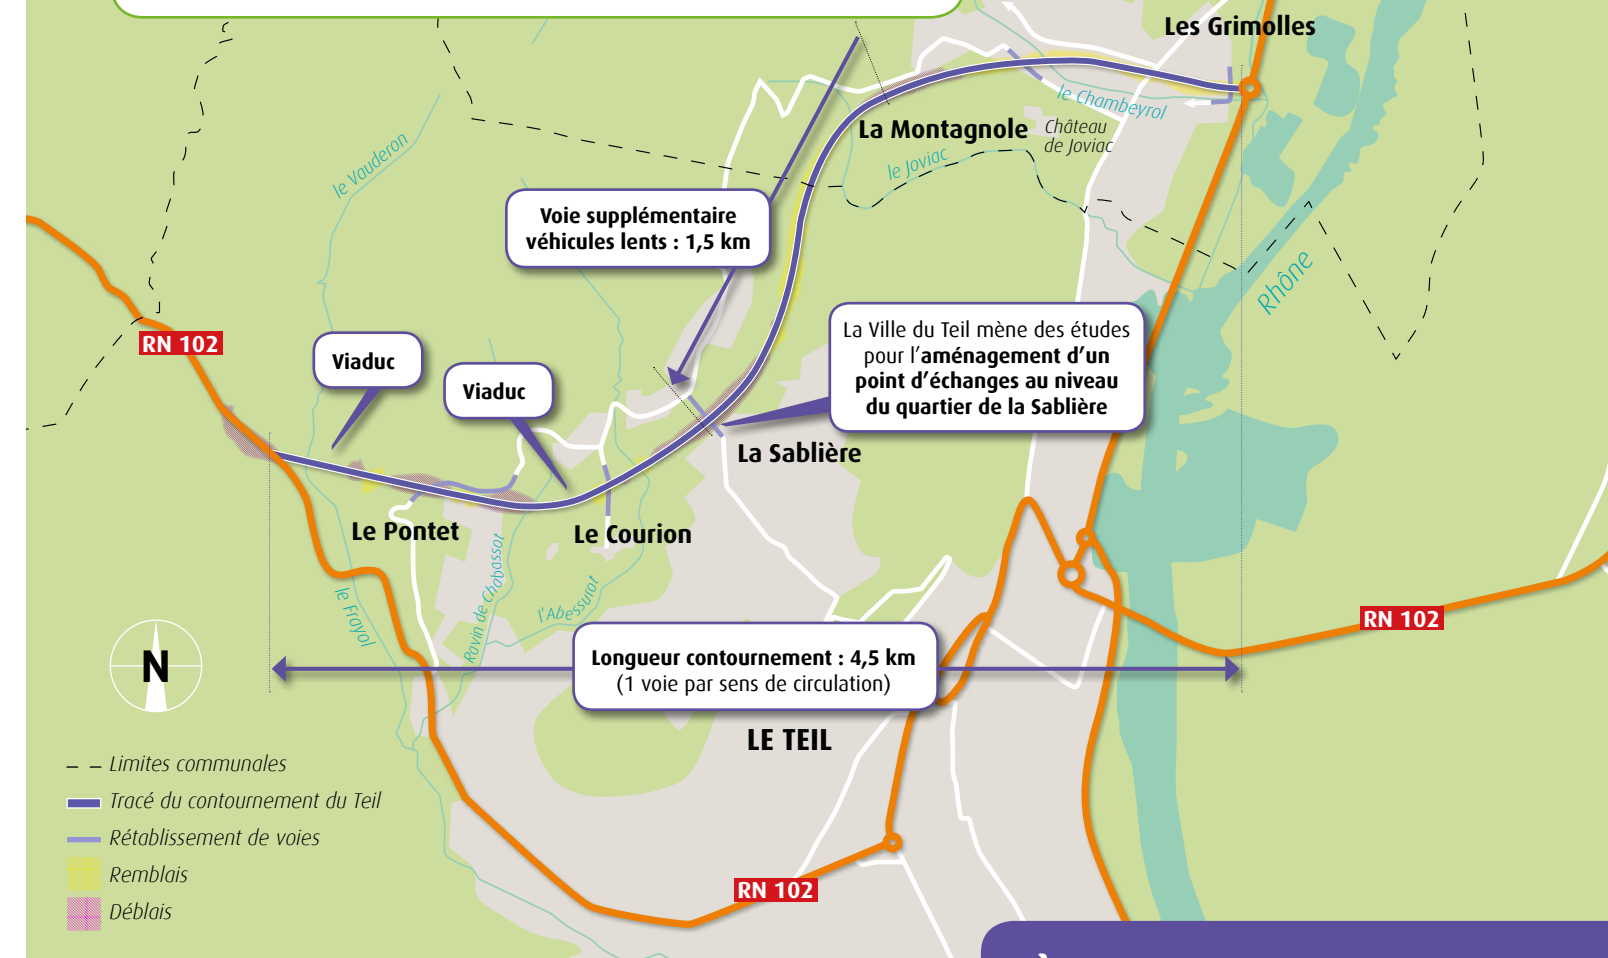 Les Grimolles
le Chambeyrol
La Montagnole
Château
de Joviac
le Joviac
le Vauderon
Voie supplémentaire
véhicules lents : 1,5 km
Rhône
La Ville du Teil mène des études
pour l'aménagement d'un
point d'échanges au niveau
du quartier de la Sablière
RN 102
Viaduc
Viaduc
La Sablière
Le Pontet
Le Courion
Ravin de Chabassot
l'Abessurot
le Frayol
RN 102
N
Longueur contournement : 4,5 km
(1 voie par sens de circulation)
LE TEIL
Limites communales
Tracé du contournement du Teil
Rétablissement de voies
Remblais
Déblais
RN 102